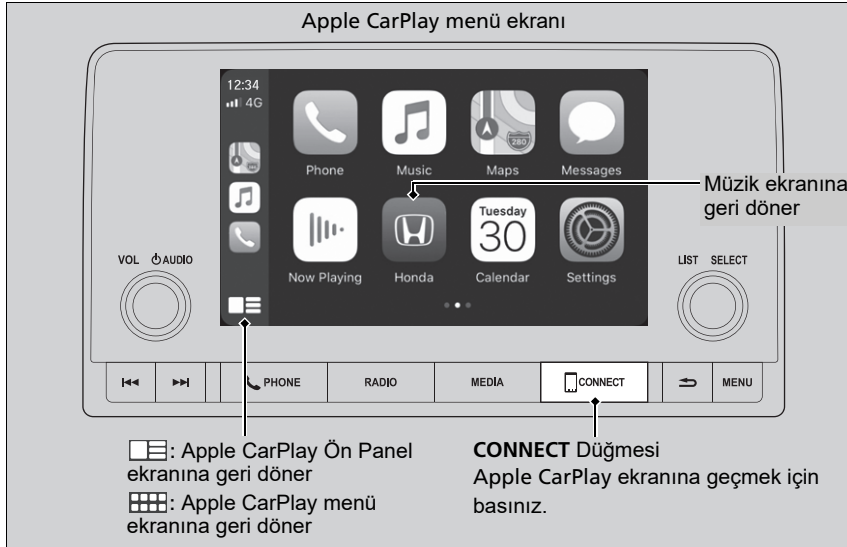 Apple CarPlay menü ekranı
12:34
4G
280
Phone
Music
Maps
Messages
Müzik ekranına
geri döner
Tuesday
30
Now Playing
Honda
Calendar
Settings
VOL AUDIO
LIST SELECT
PHONE
RADIO
MEDİA
CONNECT
MENU
: Apple CarPlay Ön Panel
ekranına geri döner
: Apple CarPlay menü
ekranına geri döner
CONNECT Düğmesi
Apple CarPlay ekranına geçmek için
basınız.